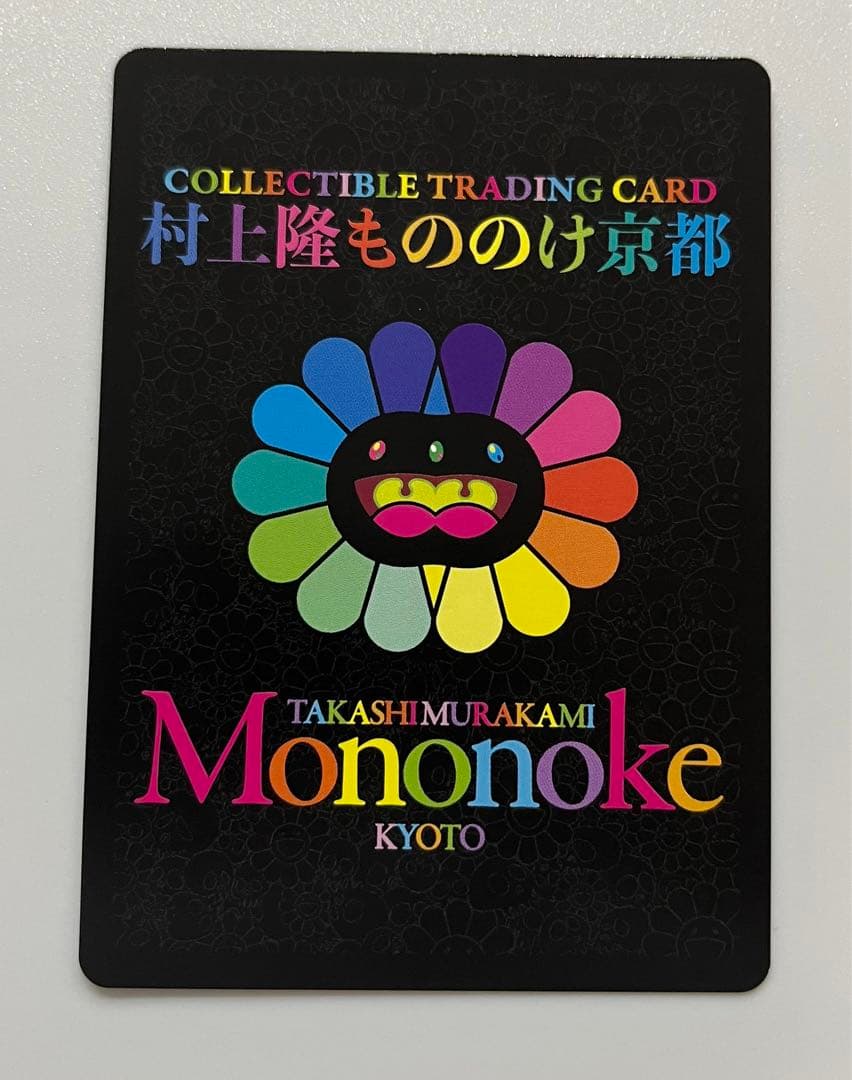 COLLECTIBLE TRADING CARD
村上隆もののけ京都
TAKASHI MURAKAMI
Mononoke
KYOTO